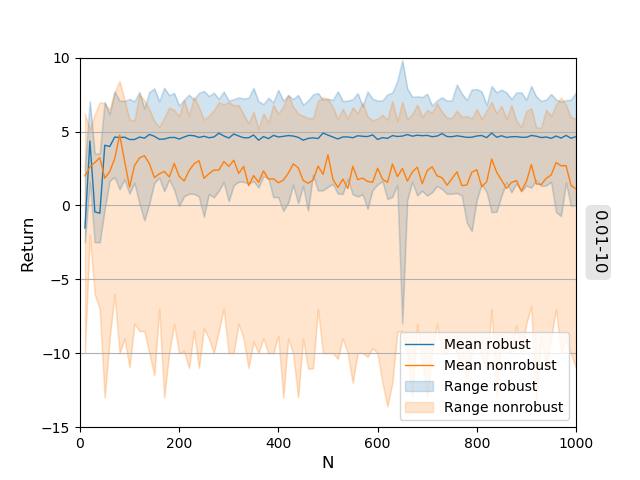 10
5
0
−5
−10
−15
Return
0
200
400
600
800
1000
N
Mean robust
Mean nonrobust
Range robust
Range nonrobust
0.01-10